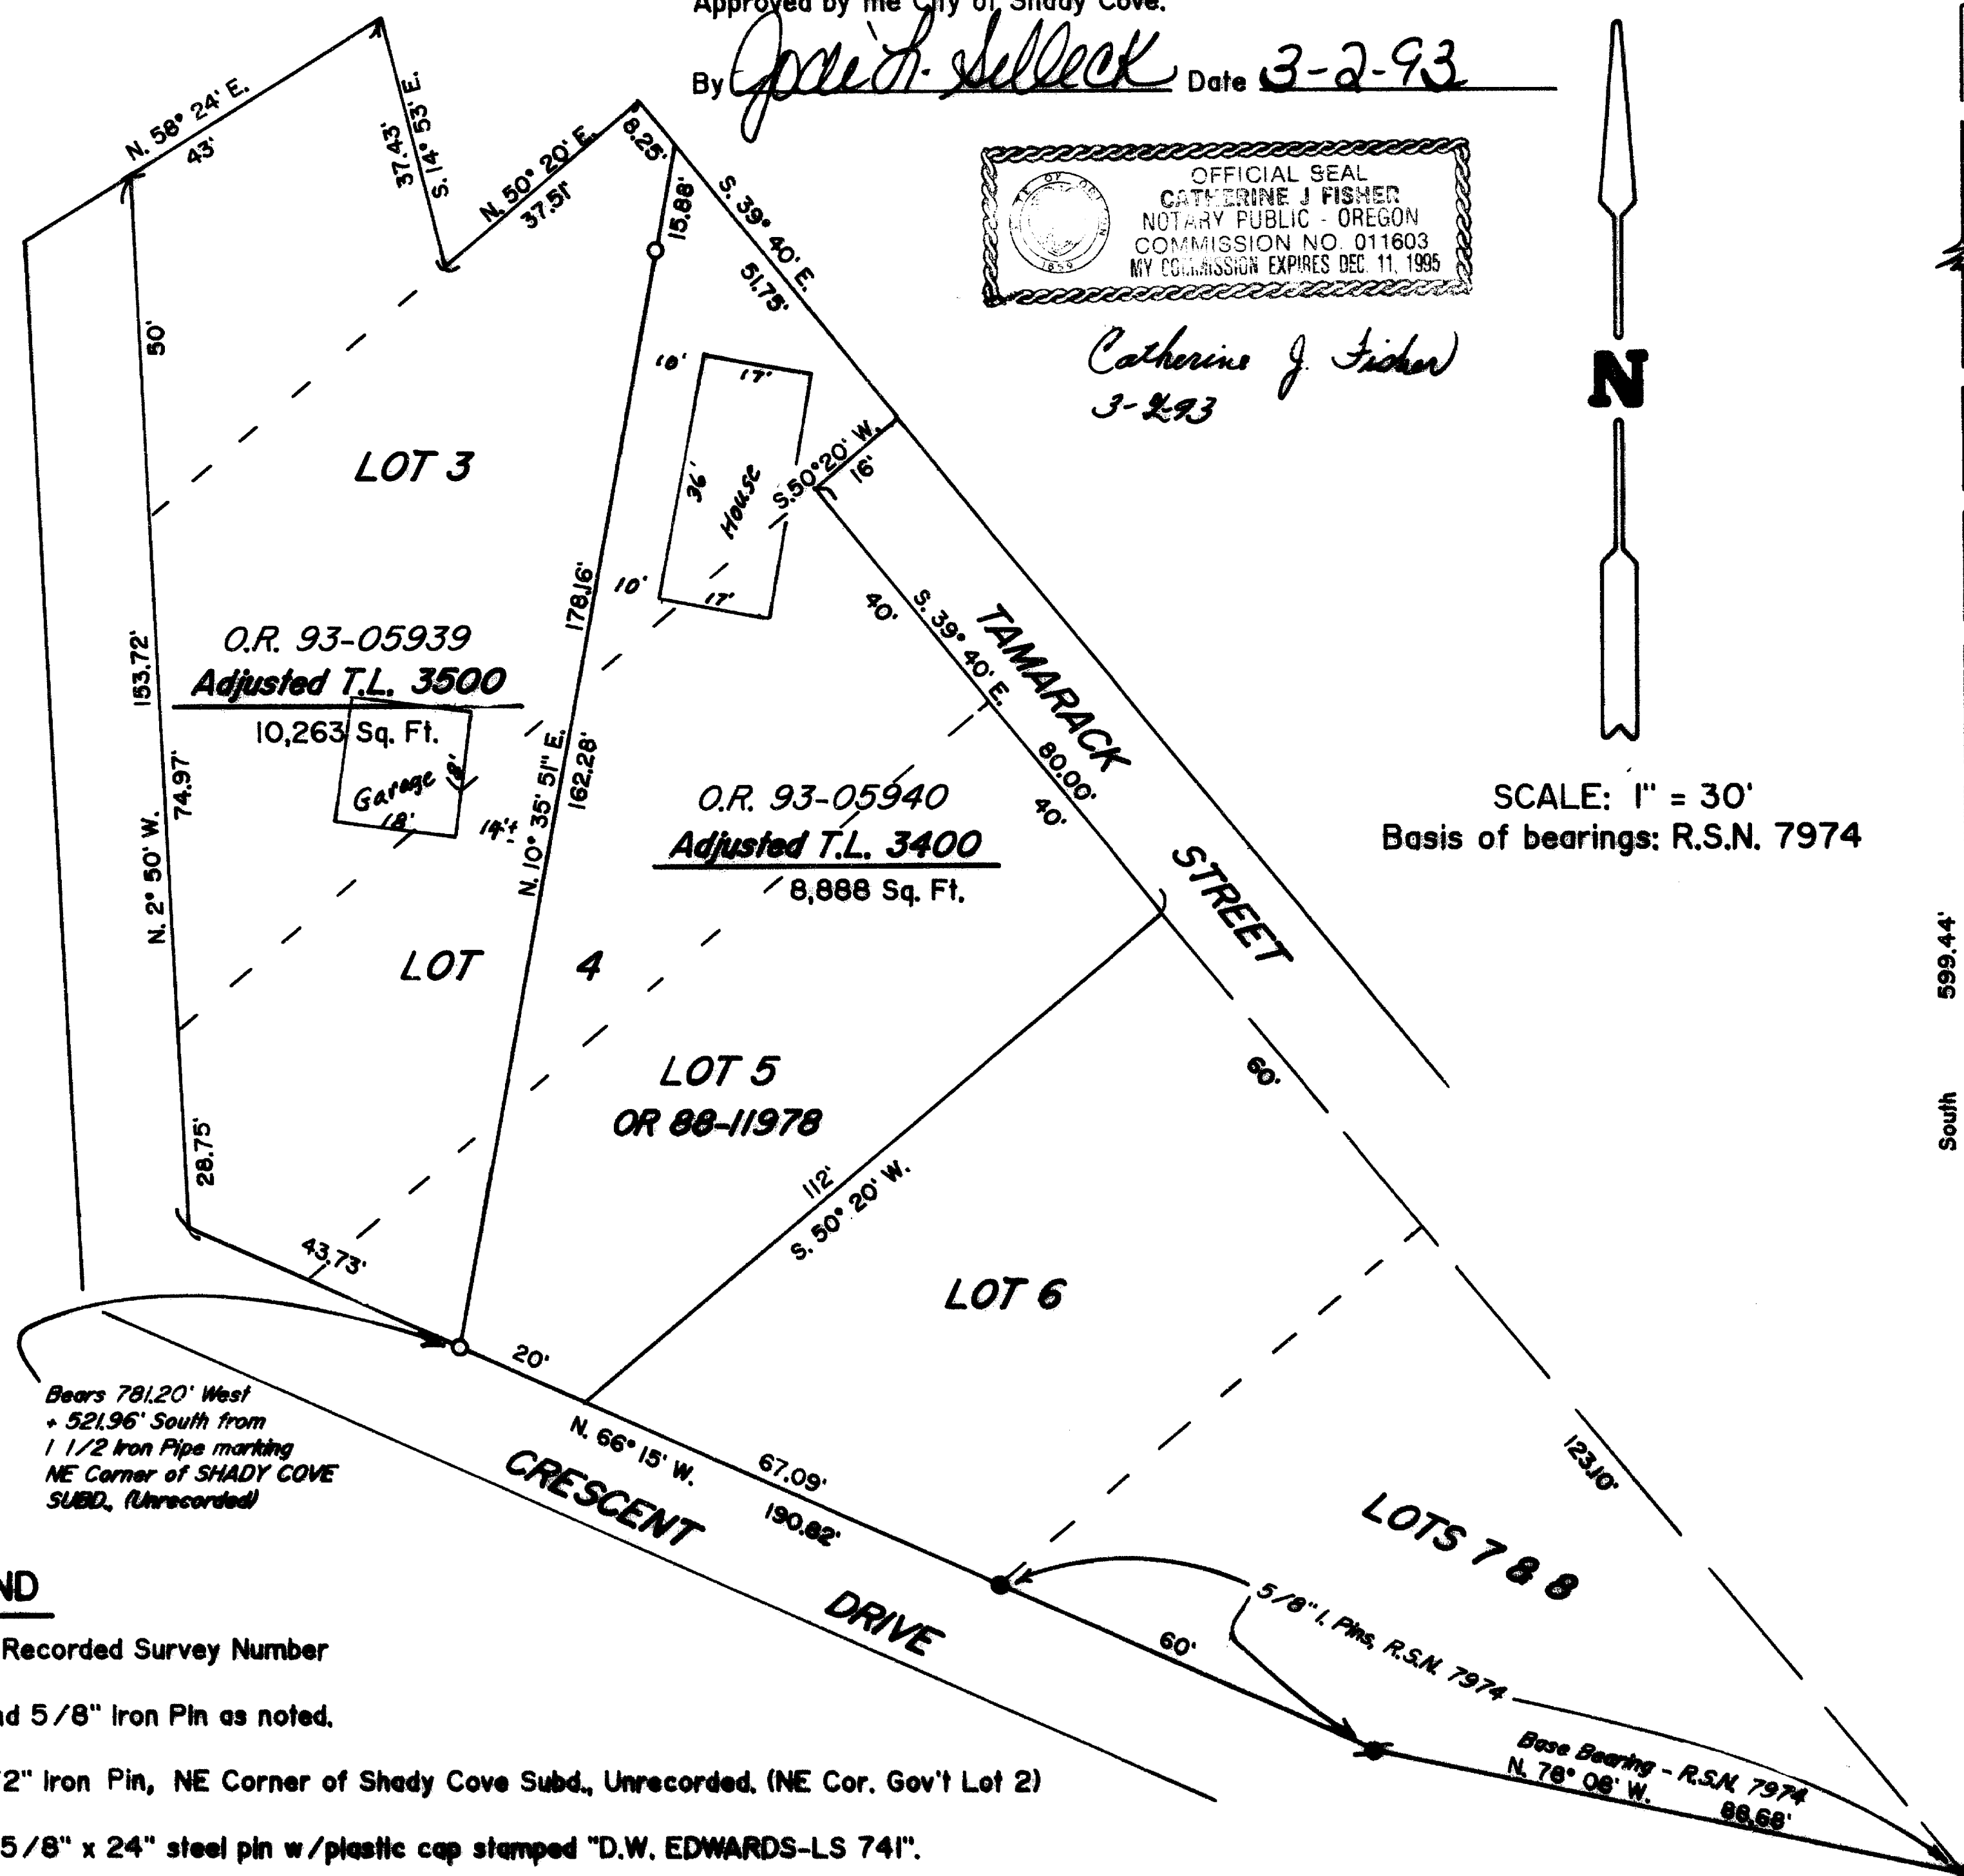 Approved by the City of Shady Cove.
By Jodi L. Selleck Date 3-2-93
OFFICIAL SEAL
CATHERINE J FISHER
NOTARY PUBLIC - OREGON
COMMISSION NO. 011603
MY COMMISSION EXPIRES DEC. 11, 1995
1859
Catherine J. Fisher
3-2-93
N
SCALE: 1" = 30'
Basis of bearings: R.S.N. 7974
N. 58° 24' E.
43'
37.43'
S. 14° 53' E.
N. 50° 20' E.
37.51'
8.25'
15.88'
S. 39° 40' E.
51.75'
50'
10'
17'
36'
House
S. 50° 20' W.
16'
10'
17'
LOT 3
178.16'
40'
S. 39° 40' E.
80.00'
40'
TAMARACK
STREET
153.72'
O.R. 93-05939
Adjusted T.L. 3500
10,263 Sq. Ft.
Garage
18'
18'
14'±
74.97'
N. 2° 50' W.
N. 10° 35' 51" E.
162.28'
O.R. 93-05940
Adjusted T.L. 3400
8,888 Sq. Ft.
599.44'
South
LOT 4
LOT 5
OR 88-11978
60'
28.75'
112'
S. 50° 20' W.
43.73'
LOT 6
20'
Bears 781.20' West
+ 521.96' South from
1 1/2 Iron Pipe marking
NE Corner of SHADY COVE
SUBD., (Unrecorded)
N. 66° 15' W.
67.09'
190.82'
CRESCENT
DRIVE
123.10'
LOTS 7 & 8
60'
5/8" I. Pins, R.S.N. 7974
Base Bearing - R.S.N. 7974
N. 78° 08' W.
88.68'
ND
Recorded Survey Number
nd 5/8" Iron Pin as noted.
2" Iron Pin, NE Corner of Shady Cove Subd., Unrecorded. (NE Cor. Gov't Lot 2)
5/8" x 24" steel pin w/plastic cap stamped "D.W. EDWARDS-LS 741".